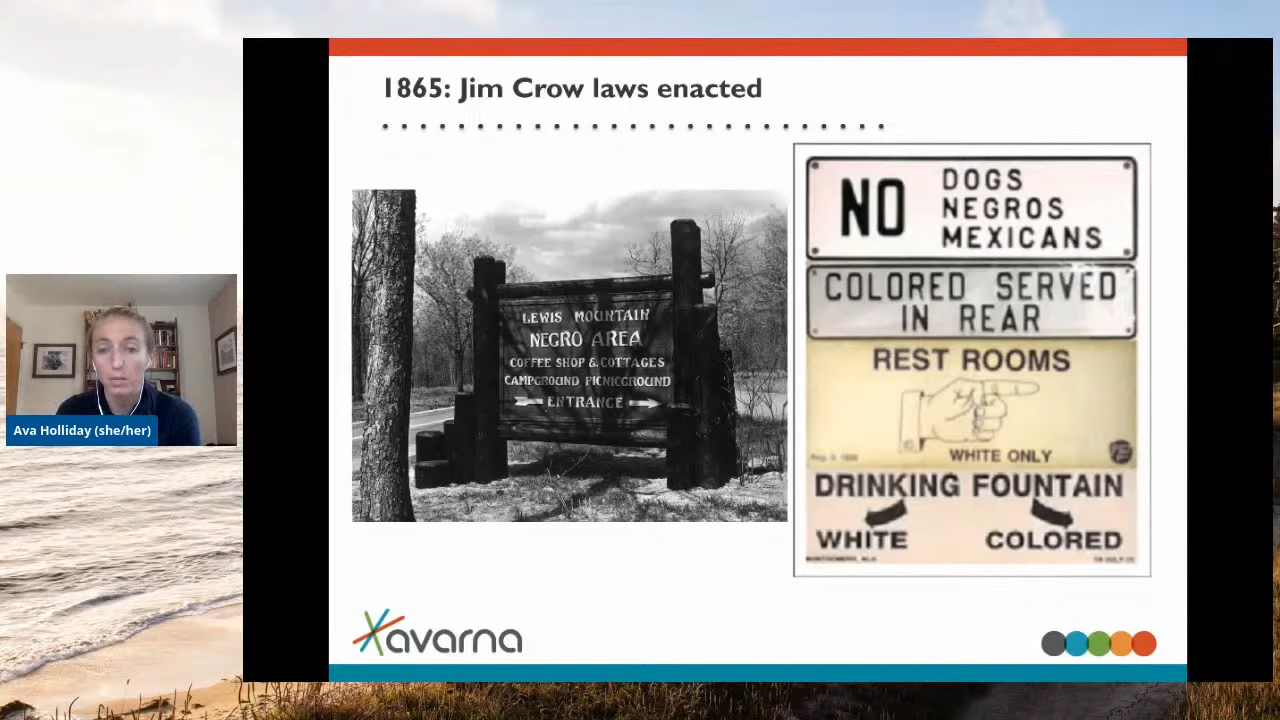 1865: Jim Crow laws enacted
LEWIS MOUNTAIN
NEGRO AREA
COFFEE SHOP & COTTAGES
CAMPGROUND PICNICGROUND
ENTRANCE
NO DOGS
NEGROS
MEXICANS
COLORED SERVED
IN REAR
REST ROOMS
WHITE ONLY
DRINKING FOUNTAIN
WHITE COLORED
Ava Holliday (she/her)
avarna